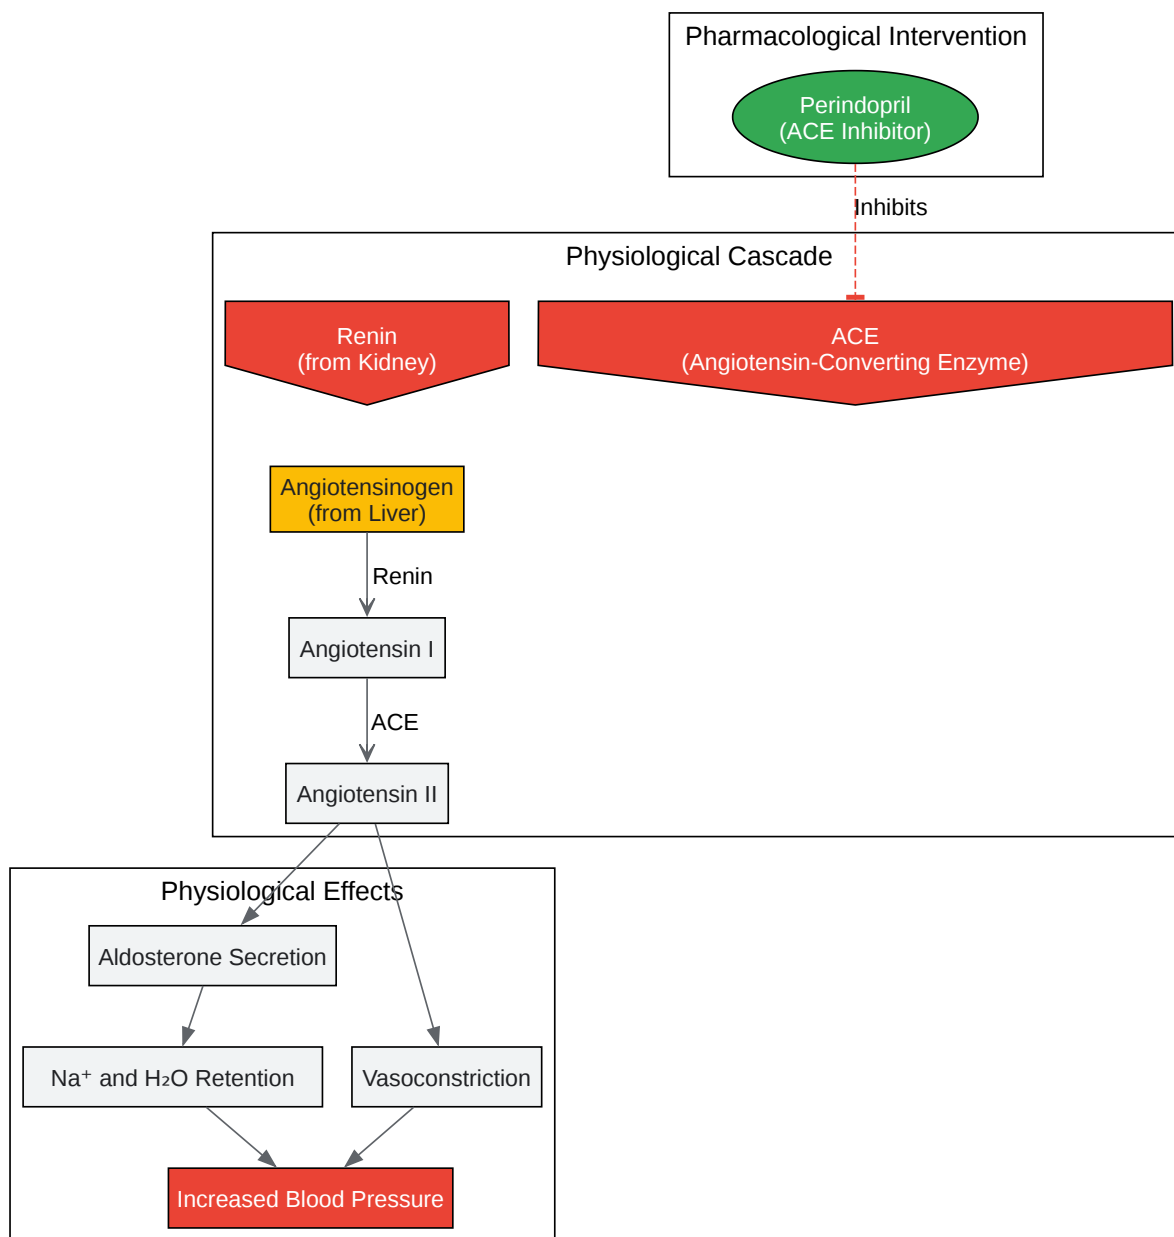 Pharmacological Intervention
Perindopril
(ACE Inhibitor)
Inhibits
Physiological Cascade
Renin
(from Kidney)
ACE
(Angiotensin-Converting Enzyme)
Angiotensinogen
(from Liver)
Renin
Angiotensin I
ACE
Angiotensin II
Physiological Effects
Aldosterone Secretion
Na⁺ and H₂O Retention
Vasoconstriction
Increased Blood Pressure